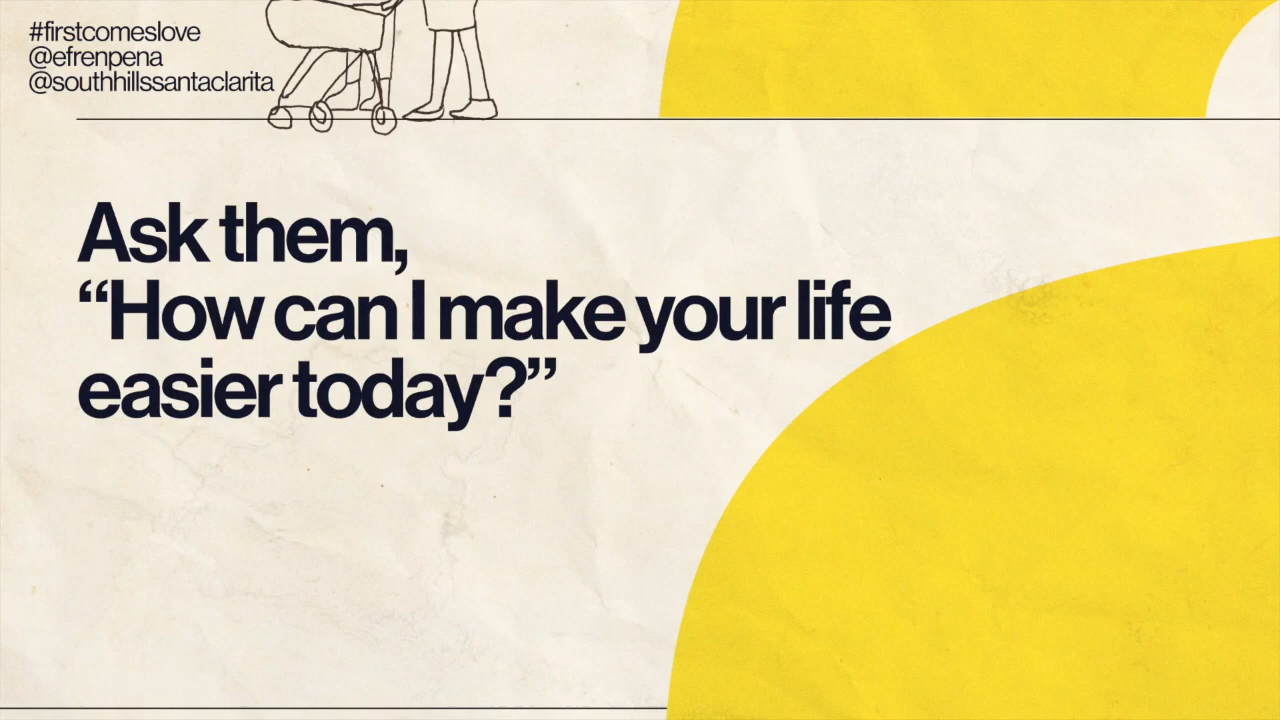 #firstcomeslove
@efrenpena
@southhillssantaclarita
Ask them,
“How can I make your life
easier today?”